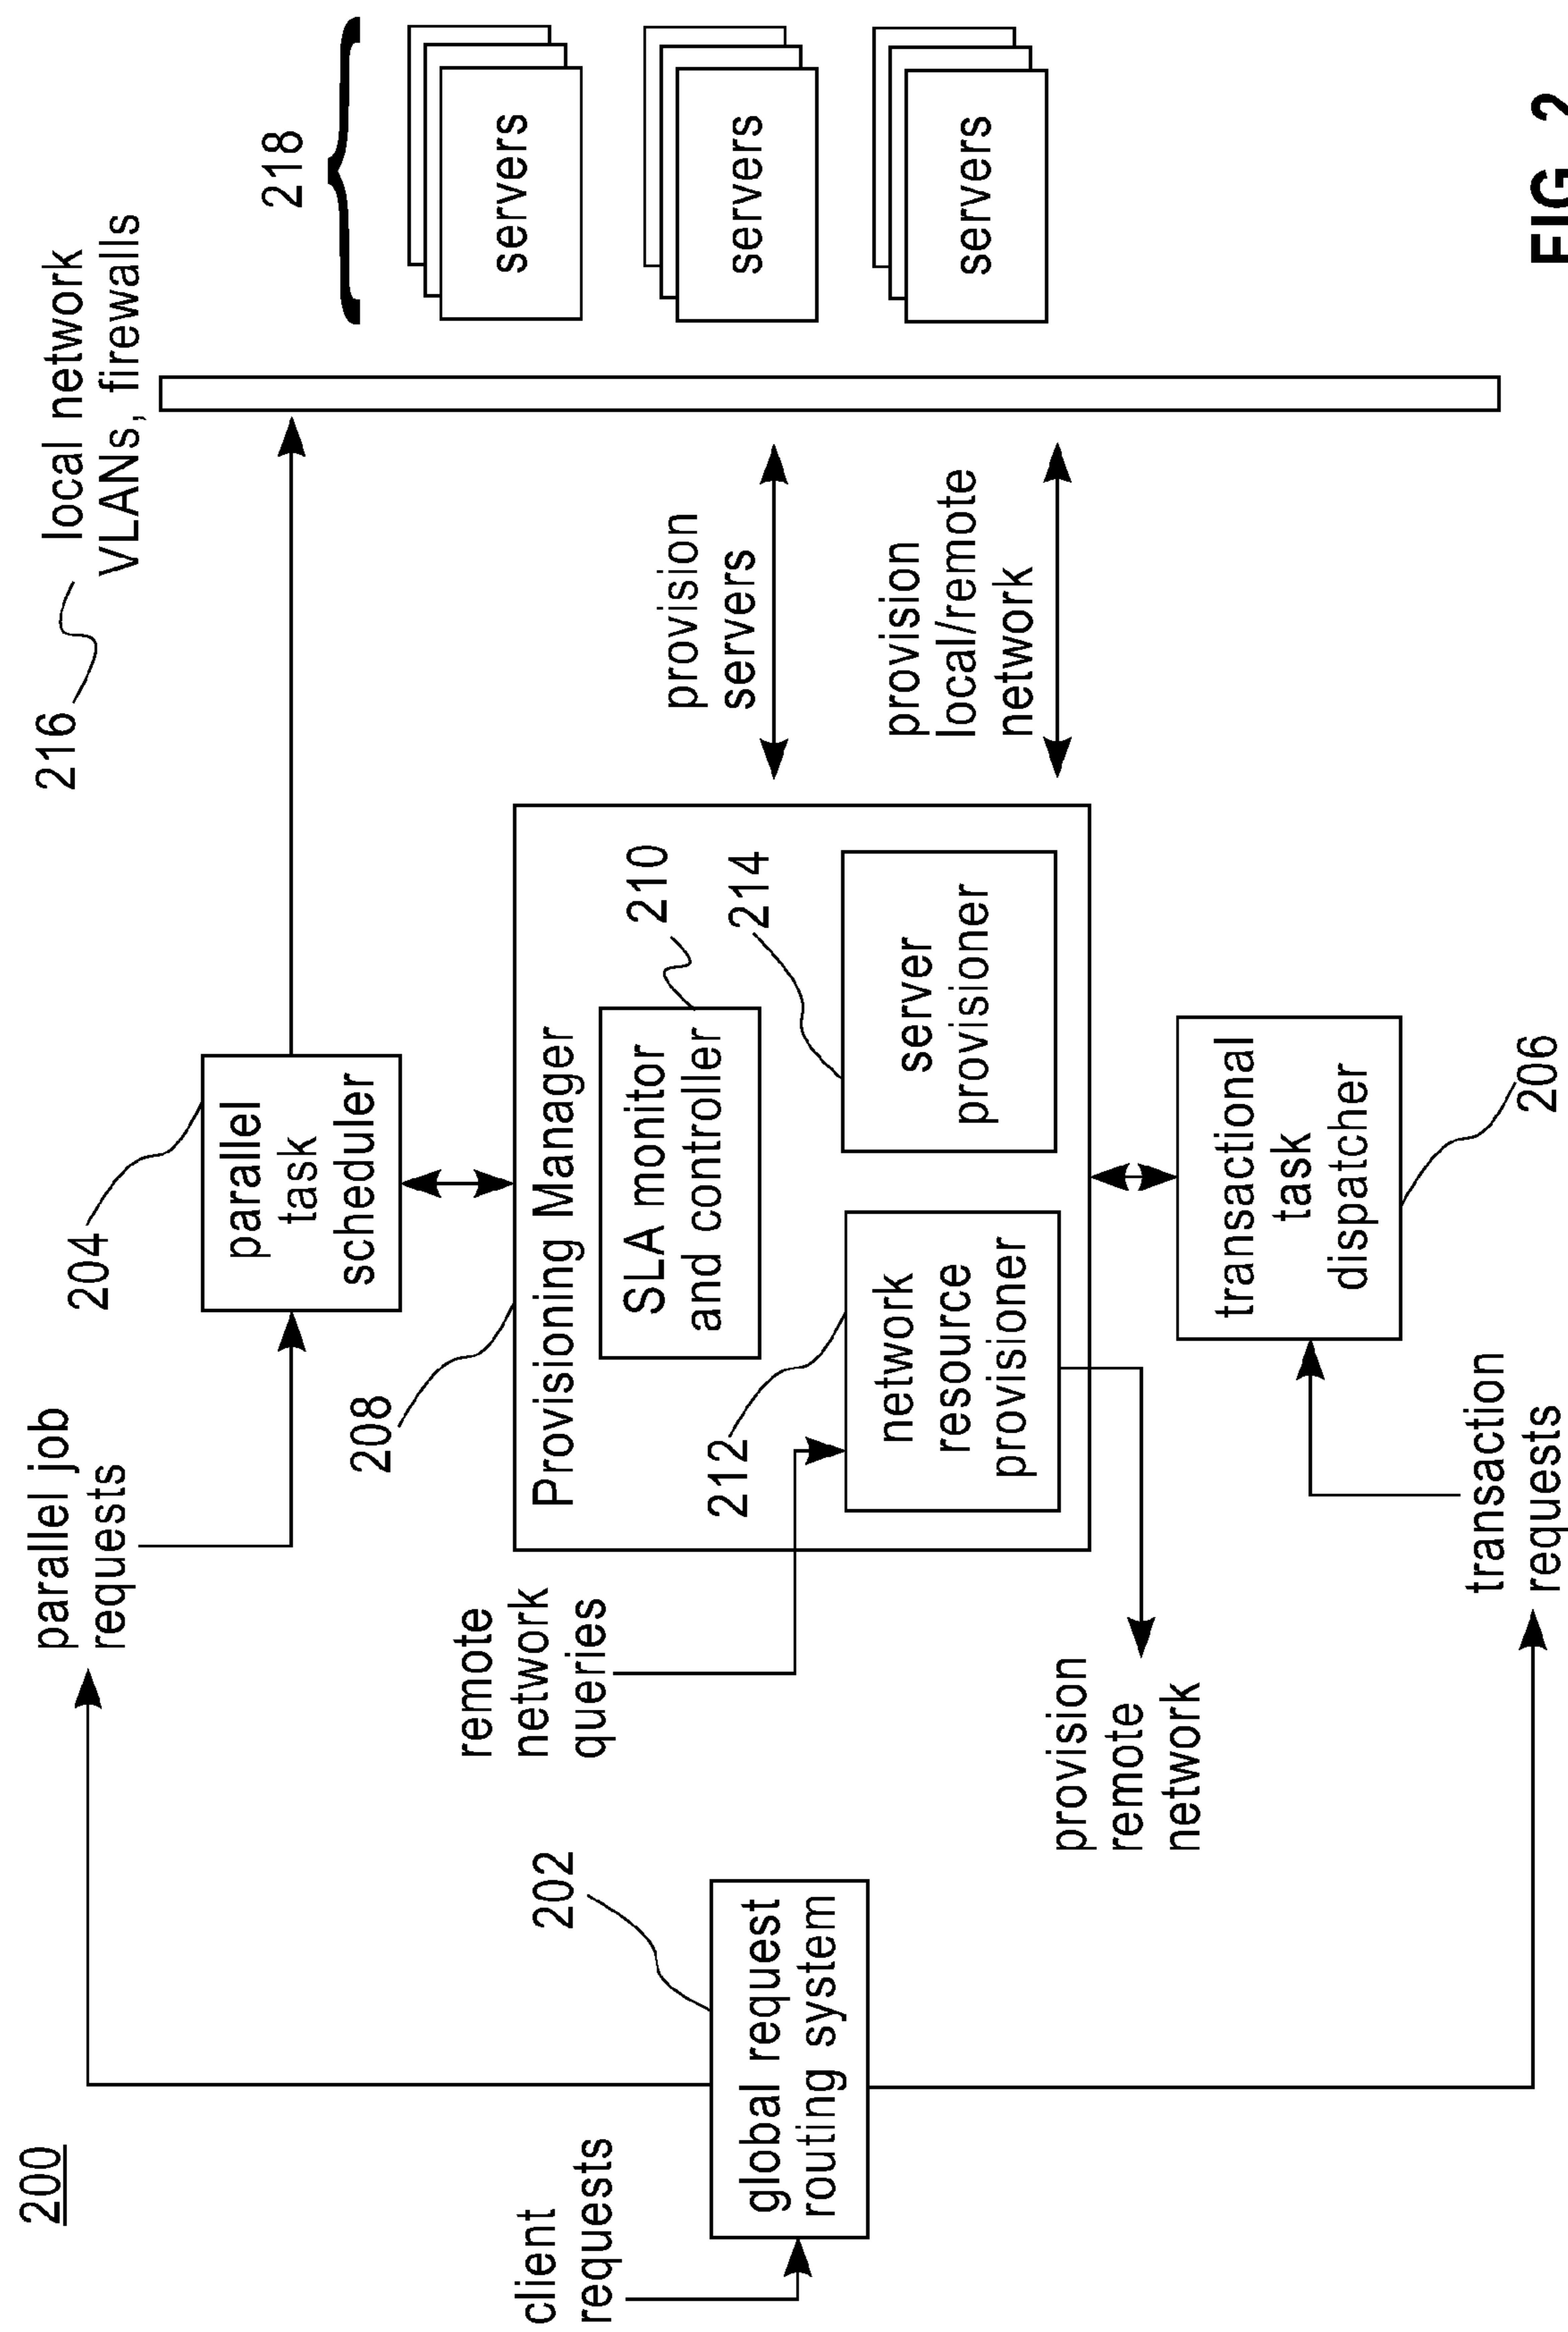 200
client
requests
global request
routing system
202
parallel job
requests
204
parallel
task
scheduler
216
local network
VLANs, firewalls
218
servers
servers
servers
remote
network
queries
208
Provisioning Manager
SLA monitor
and controller
210
212
network
resource
provisioner
214
server
provisioner
provision
servers
provision
local/remote
network
provision
remote
network
transactional
task
dispatcher
206
transaction
requests
FIG 2